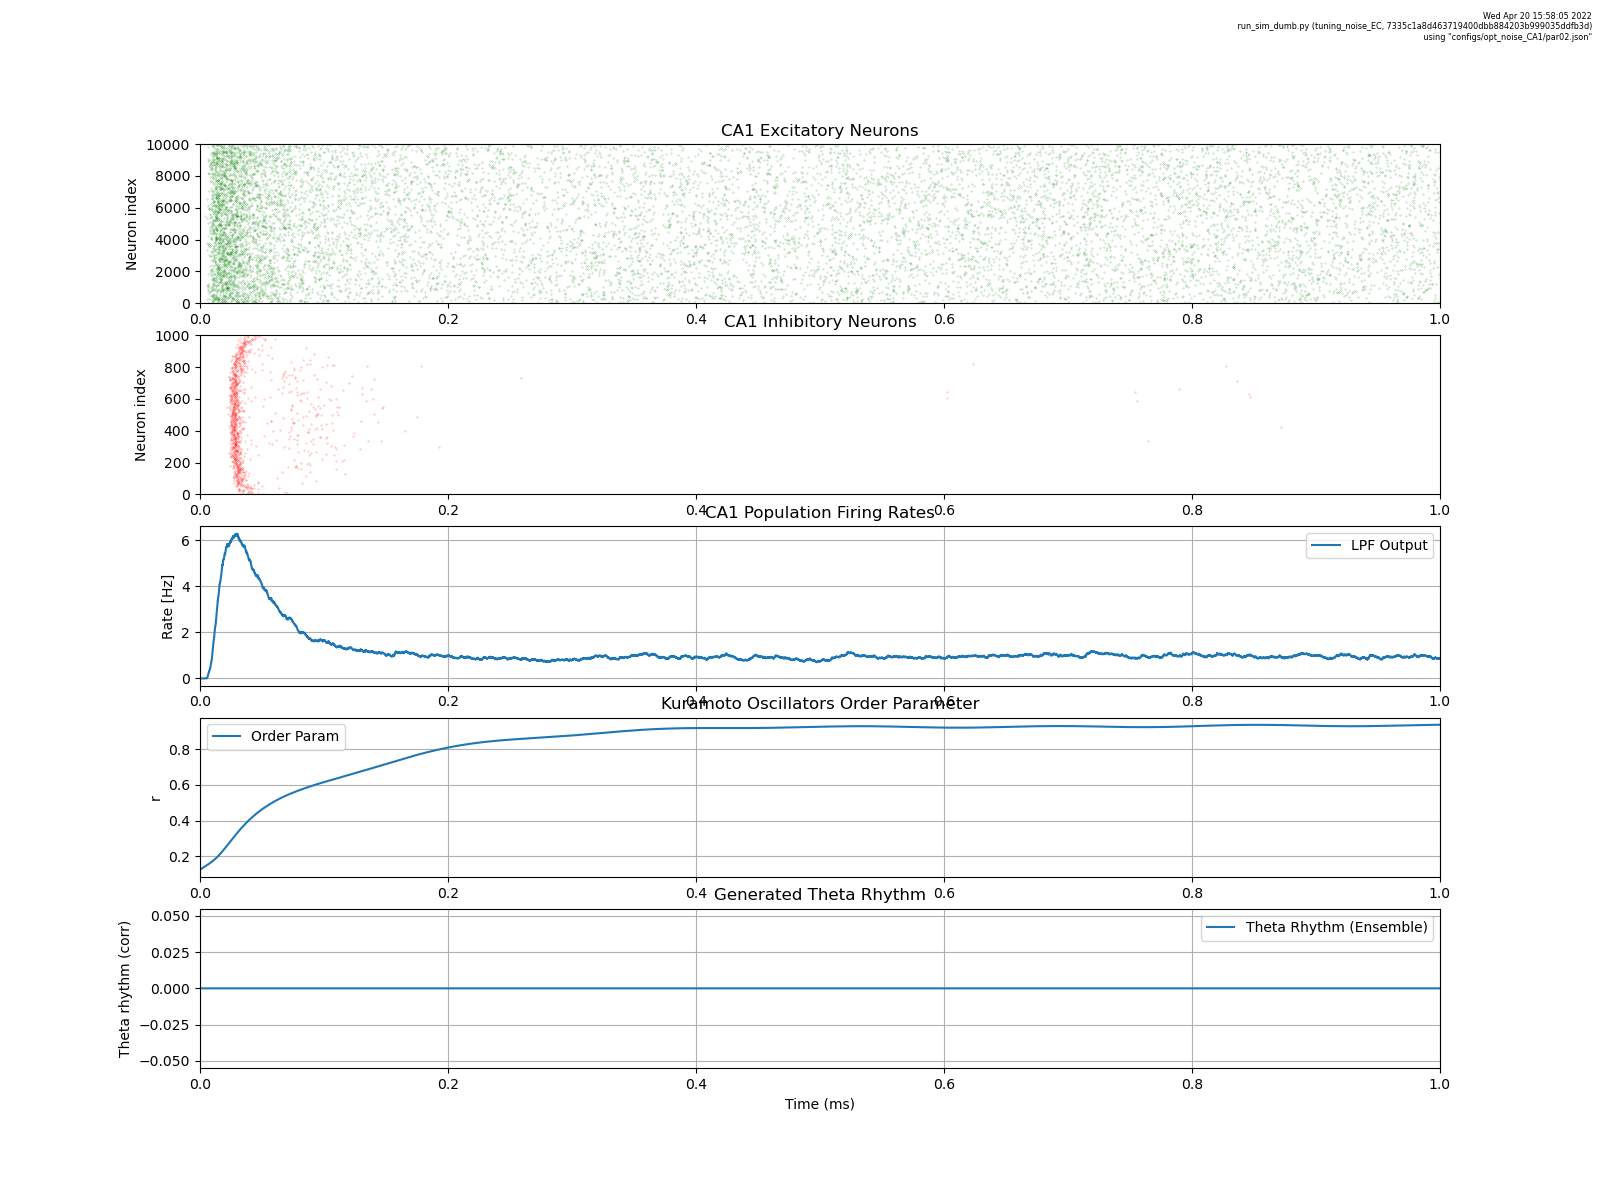 Wed Apr 20 15:58:05 2022
run_sim_dumb.py (tuning_noise_EC, 7335c1a8d463719400dbb884203b999035ddfb3d)
using "configs/opt_noise_CA1/par02.json"
CA1 Excitatory Neurons
Neuron index
10000
8000
6000
4000
2000
0
0.0 0.2 0.4 0.6 0.8 1.0
CA1 Inhibitory Neurons
Neuron index
1000
800
600
400
200
0
0.0 0.2 0.4 0.6 0.8 1.0
CA1 Population Firing Rates
Rate [Hz]
6
4
2
0
LPF Output
0.0 0.2 0.4 0.6 0.8 1.0
Kuramoto Oscillators Order Parameter
r
0.8
0.6
0.4
0.2
Order Param
0.0 0.2 0.4 0.6 0.8 1.0
Generated Theta Rhythm
Theta rhythm (corr)
0.050
0.025
0.000
−0.025
−0.050
Theta Rhythm (Ensemble)
0.0 0.2 0.4 0.6 0.8 1.0
Time (ms)